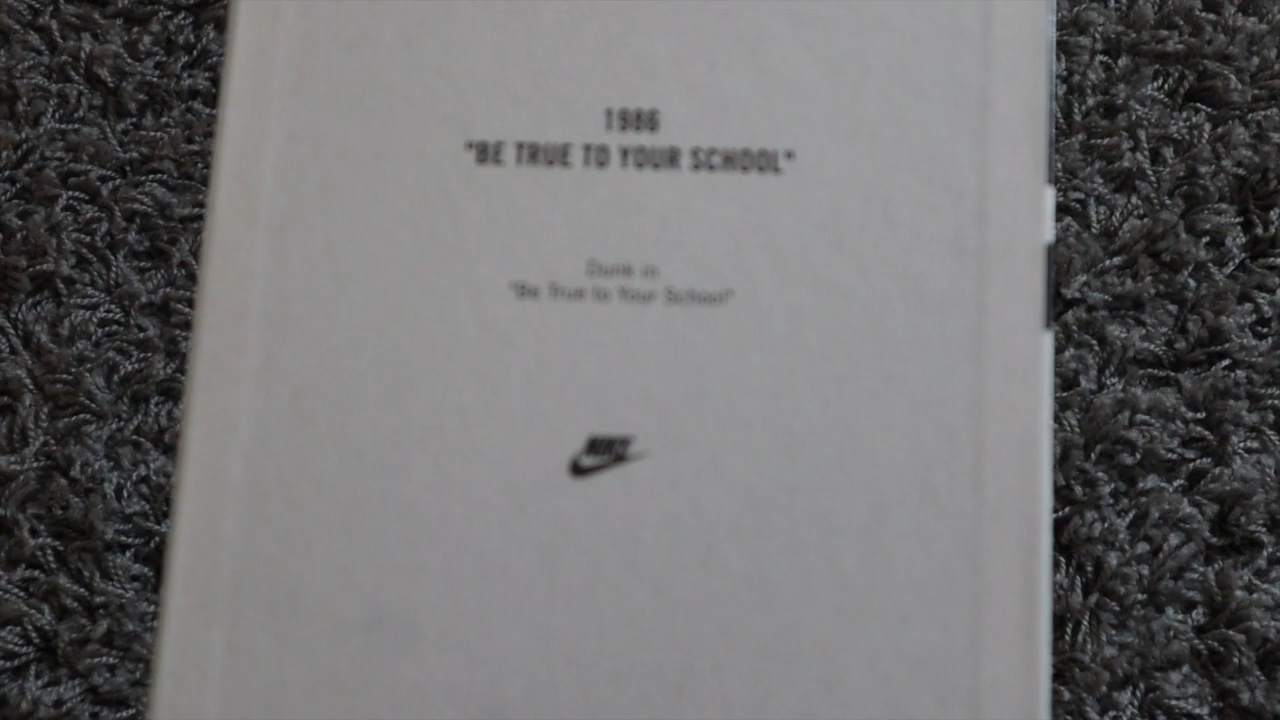 1986
"BE TRUE TO YOUR SCHOOL"
Dunk in
"Be True to Your School"
NIKE